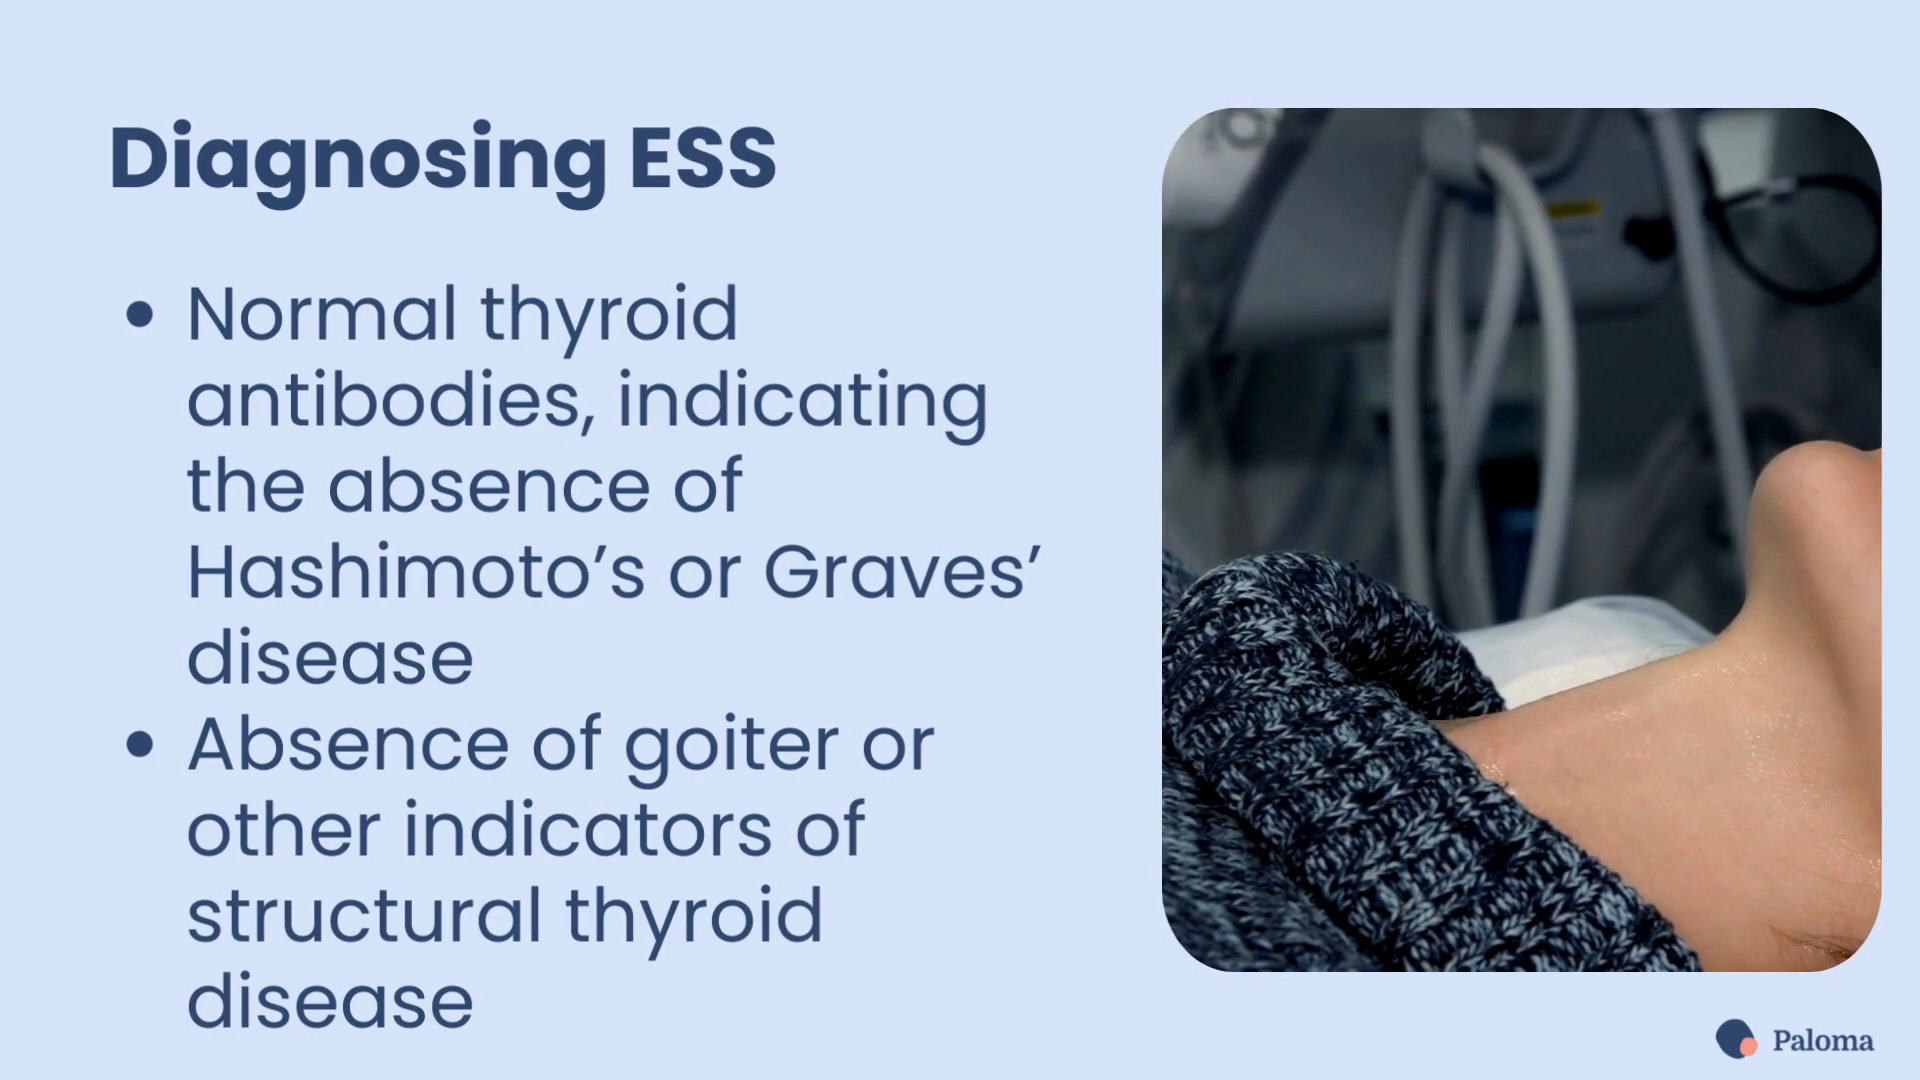 Diagnosing ESS
• Normal thyroid
antibodies, indicating
the absence of
Hashimoto’s or Graves’
disease
• Absence of goiter or
other indicators of
structural thyroid
disease
Paloma